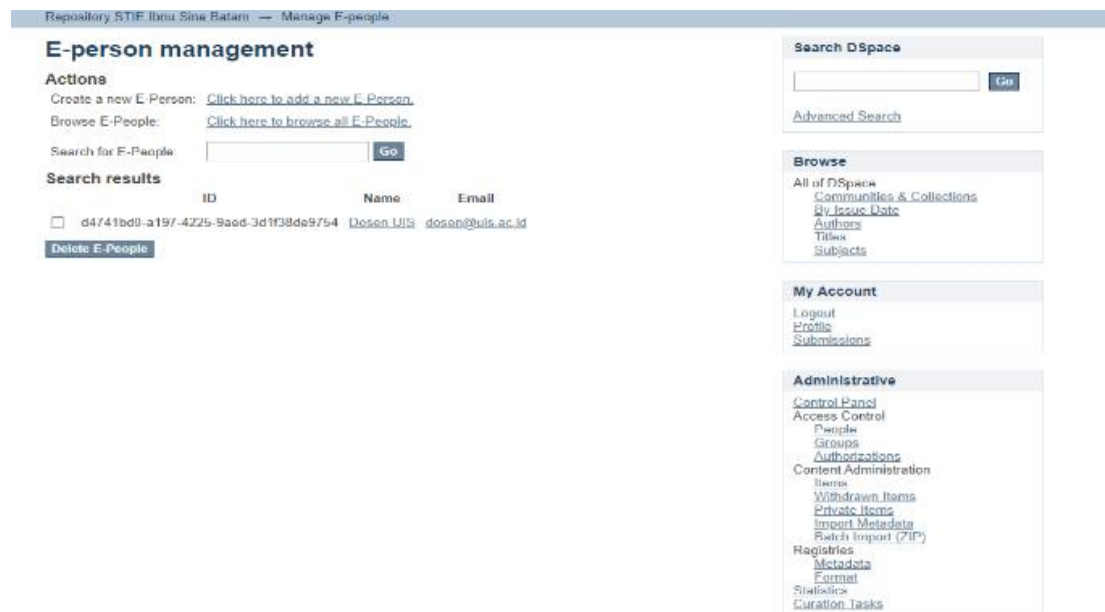 Repository STIE Ibnu Sina Batam → Manage E-people
E-person management
Actions
Create a new E-Person: Click here to add a new E-Person.
Browse E-People: Click here to browse all E-People.
Search for E-People: Go
Search results
ID Name Email
d4741bd0-a197-4225-9aed-3d1f38de9754 Dosen UIS dosen@uis.ac.id
Delete E-People
Search DSpace
Go
Advanced Search
Browse
All of DSpace
Communities & Collections
By Issue Date
Authors
Titles
Subjects
My Account
Logout
Profile
Submissions
Administrative
Control Panel
Access Control
People
Groups
Authorizations
Content Administration
Items
Withdrawn Items
Private Items
Import Metadata
Batch Import (ZIP)
Registries
Metadata
Format
Statistics
Curation Tasks